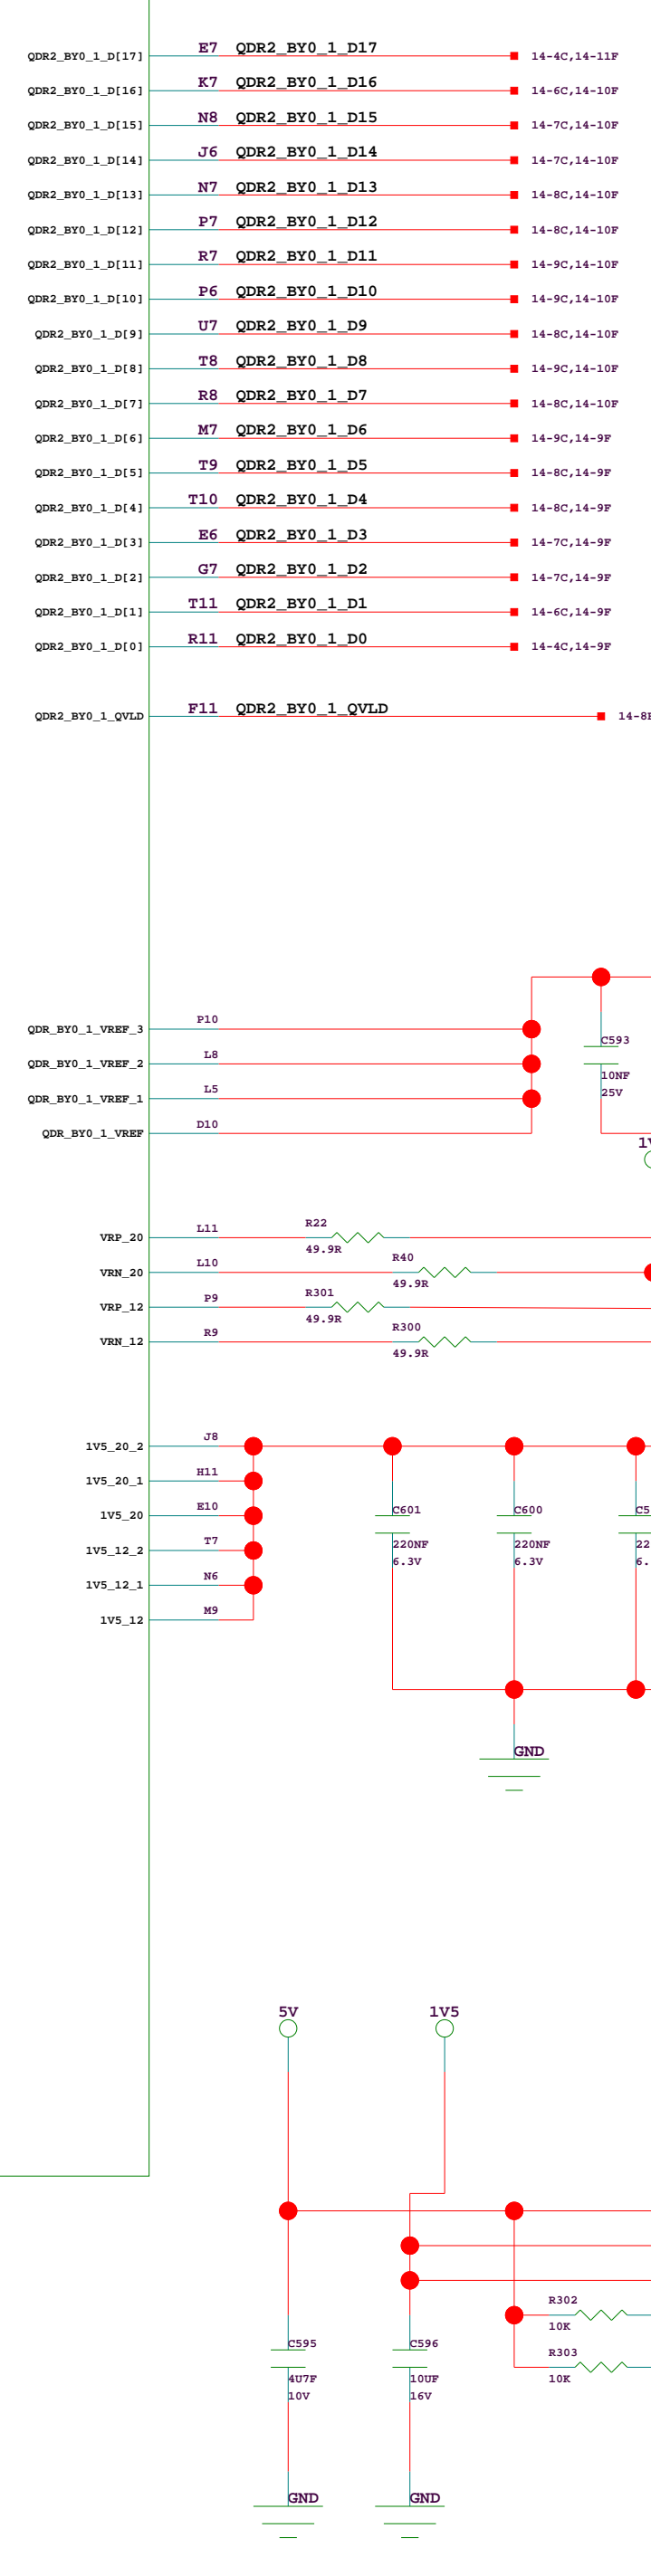 QDR2_BY0_1_D[17] E7 QDR2_BY0_1_D17 14-4C,14-11F
QDR2_BY0_1_D[16] K7 QDR2_BY0_1_D16 14-6C,14-10F
QDR2_BY0_1_D[15] N8 QDR2_BY0_1_D15 14-7C,14-10F
QDR2_BY0_1_D[14] J6 QDR2_BY0_1_D14 14-7C,14-10F
QDR2_BY0_1_D[13] N7 QDR2_BY0_1_D13 14-8C,14-10F
QDR2_BY0_1_D[12] P7 QDR2_BY0_1_D12 14-8C,14-10F
QDR2_BY0_1_D[11] R7 QDR2_BY0_1_D11 14-9C,14-10F
QDR2_BY0_1_D[10] P6 QDR2_BY0_1_D10 14-9C,14-10F
QDR2_BY0_1_D[9] U7 QDR2_BY0_1_D9 14-8C,14-10F
QDR2_BY0_1_D[8] T8 QDR2_BY0_1_D8 14-9C,14-10F
QDR2_BY0_1_D[7] R8 QDR2_BY0_1_D7 14-8C,14-10F
QDR2_BY0_1_D[6] M7 QDR2_BY0_1_D6 14-9C,14-9F
QDR2_BY0_1_D[5] T9 QDR2_BY0_1_D5 14-8C,14-9F
QDR2_BY0_1_D[4] T10 QDR2_BY0_1_D4 14-8C,14-9F
QDR2_BY0_1_D[3] E6 QDR2_BY0_1_D3 14-7C,14-9F
QDR2_BY0_1_D[2] G7 QDR2_BY0_1_D2 14-7C,14-9F
QDR2_BY0_1_D[1] T11 QDR2_BY0_1_D1 14-6C,14-9F
QDR2_BY0_1_D[0] R11 QDR2_BY0_1_D0 14-4C,14-9F
QDR2_BY0_1_QVLD F11 QDR2_BY0_1_QVLD
QDR_BY0_1_VREF_3 P10
C593
QDR_BY0_1_VREF_2 L8
10NF
QDR_BY0_1_VREF_1 L5
25V
QDR_BY0_1_VREF D10
VRP_20 L11 R22
49.9R
VRN_20 L10 R40
49.9R
VRP_12 P9 R301
49.9R
VRN_12 R9 R300
49.9R
1V5_20_2 J8
1V5_20_1 H11
1V5_20 E10
C601 C600
1V5_12_2 T7
220NF 220NF
6.3V 6.3V
1V5_12_1 N6
1V5_12 M9
GND
5V 1V5
R302
10K
C595 C596
R303
4U7F 10UF
10K
10V 16V
GND GND